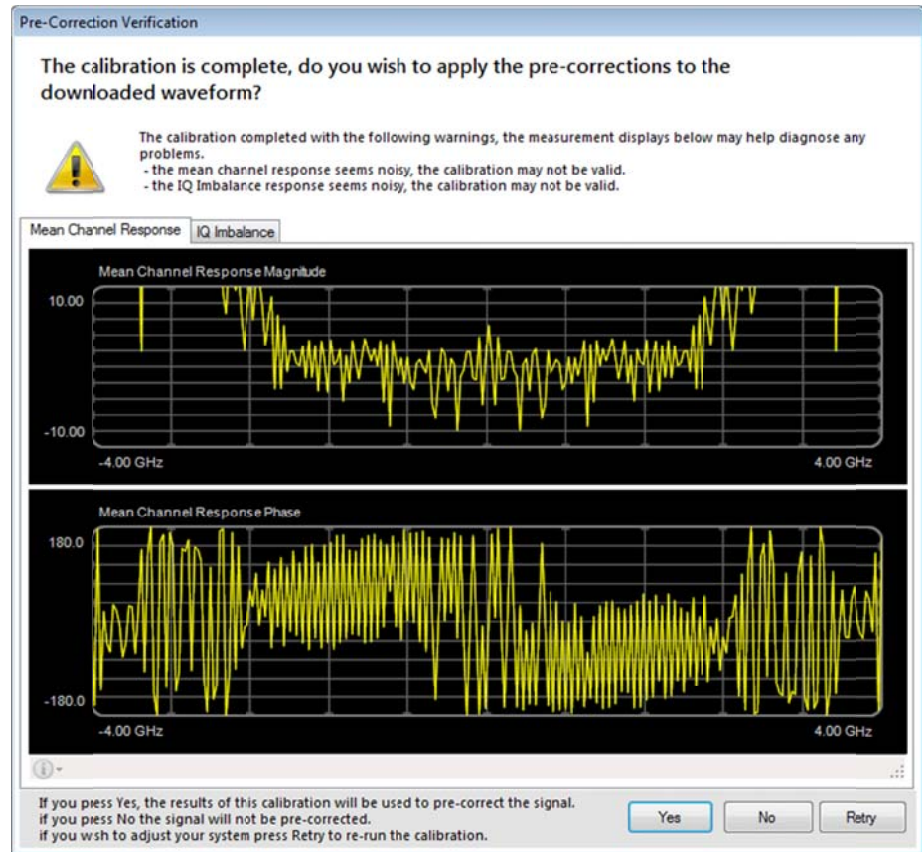 Pre-Correction Verification
The calibration is complete, do you wish to apply the pre-corrections to the
downloaded waveform?
The calibration completed with the following warnings, the measurement displays below may help diagnose any
problems.
- the mean channel response seems noisy, the calibration may not be valid.
- the IQ Imbalance response seems noisy, the calibration may not be valid.
Mean Channel Response IQ Imbalance
Mean Channel Response Magnitude
10.00
-10.00
-4.00 GHz 4.00 GHz
Mean Channel Response Phase
180.0
-180.0
-4.00 GHz 4.00 GHz
If you press Yes, the results of this calibration will be used to pre-correct the signal.
if you press No the signal will not be pre-corrected.
if you wsh to adjust your system press Retry to re-run the calibration.
Yes No Retry